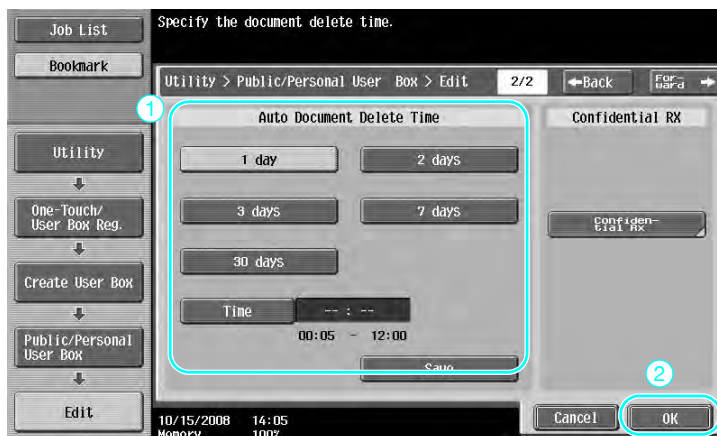 Job List
Specify the document delete time.
Bookmark
Utility > Public/Personal User Box > Edit
2/2
←Back
For-
ward →
1
Auto Document Delete Time
Confidential RX
Utility
1 day
2 days
One-Touch/
User Box Reg.
3 days
7 days
Confiden-
tial RX
30 days
Create User Box
Time
-- : --
00:05 - 12:00
Public/Personal
User Box
Save
2
Edit
10/15/2008 14:05
Memory 100%
Cancel
OK